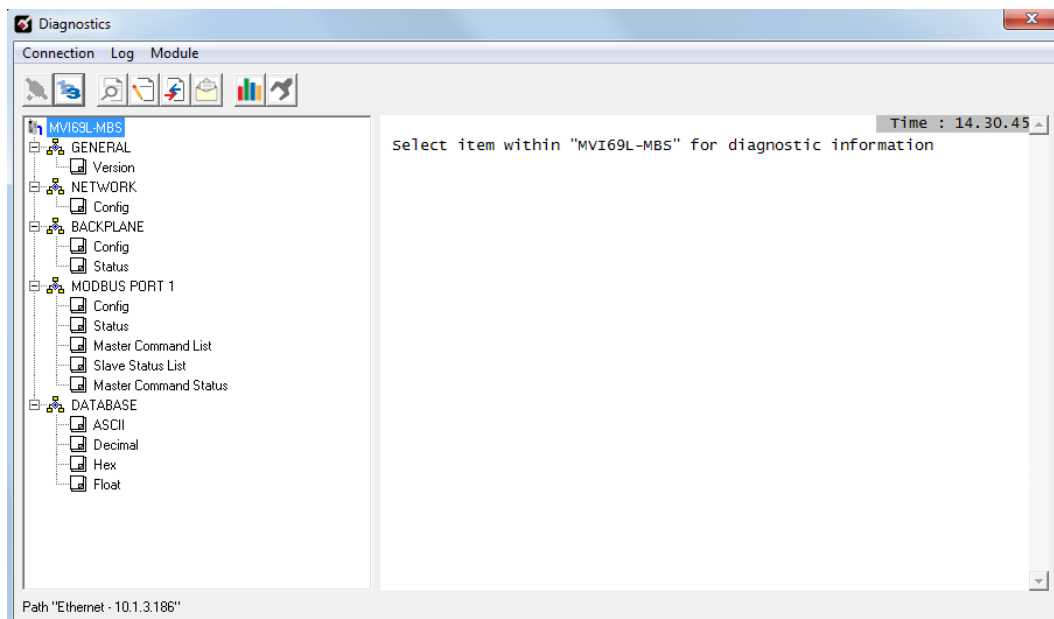 Diagnostics
Connection Log Module
MVI69L-MBS
GENERAL
Version
NETWORK
Config
BACKPLANE
Config
Status
MODBUS PORT 1
Config
Status
Master Command List
Slave Status List
Master Command Status
DATABASE
ASCII
Decimal
Hex
Float
Time : 14.30.45
Select item within "MVI69L-MBS" for diagnostic information
Path "Ethernet - 10.1.3.186"